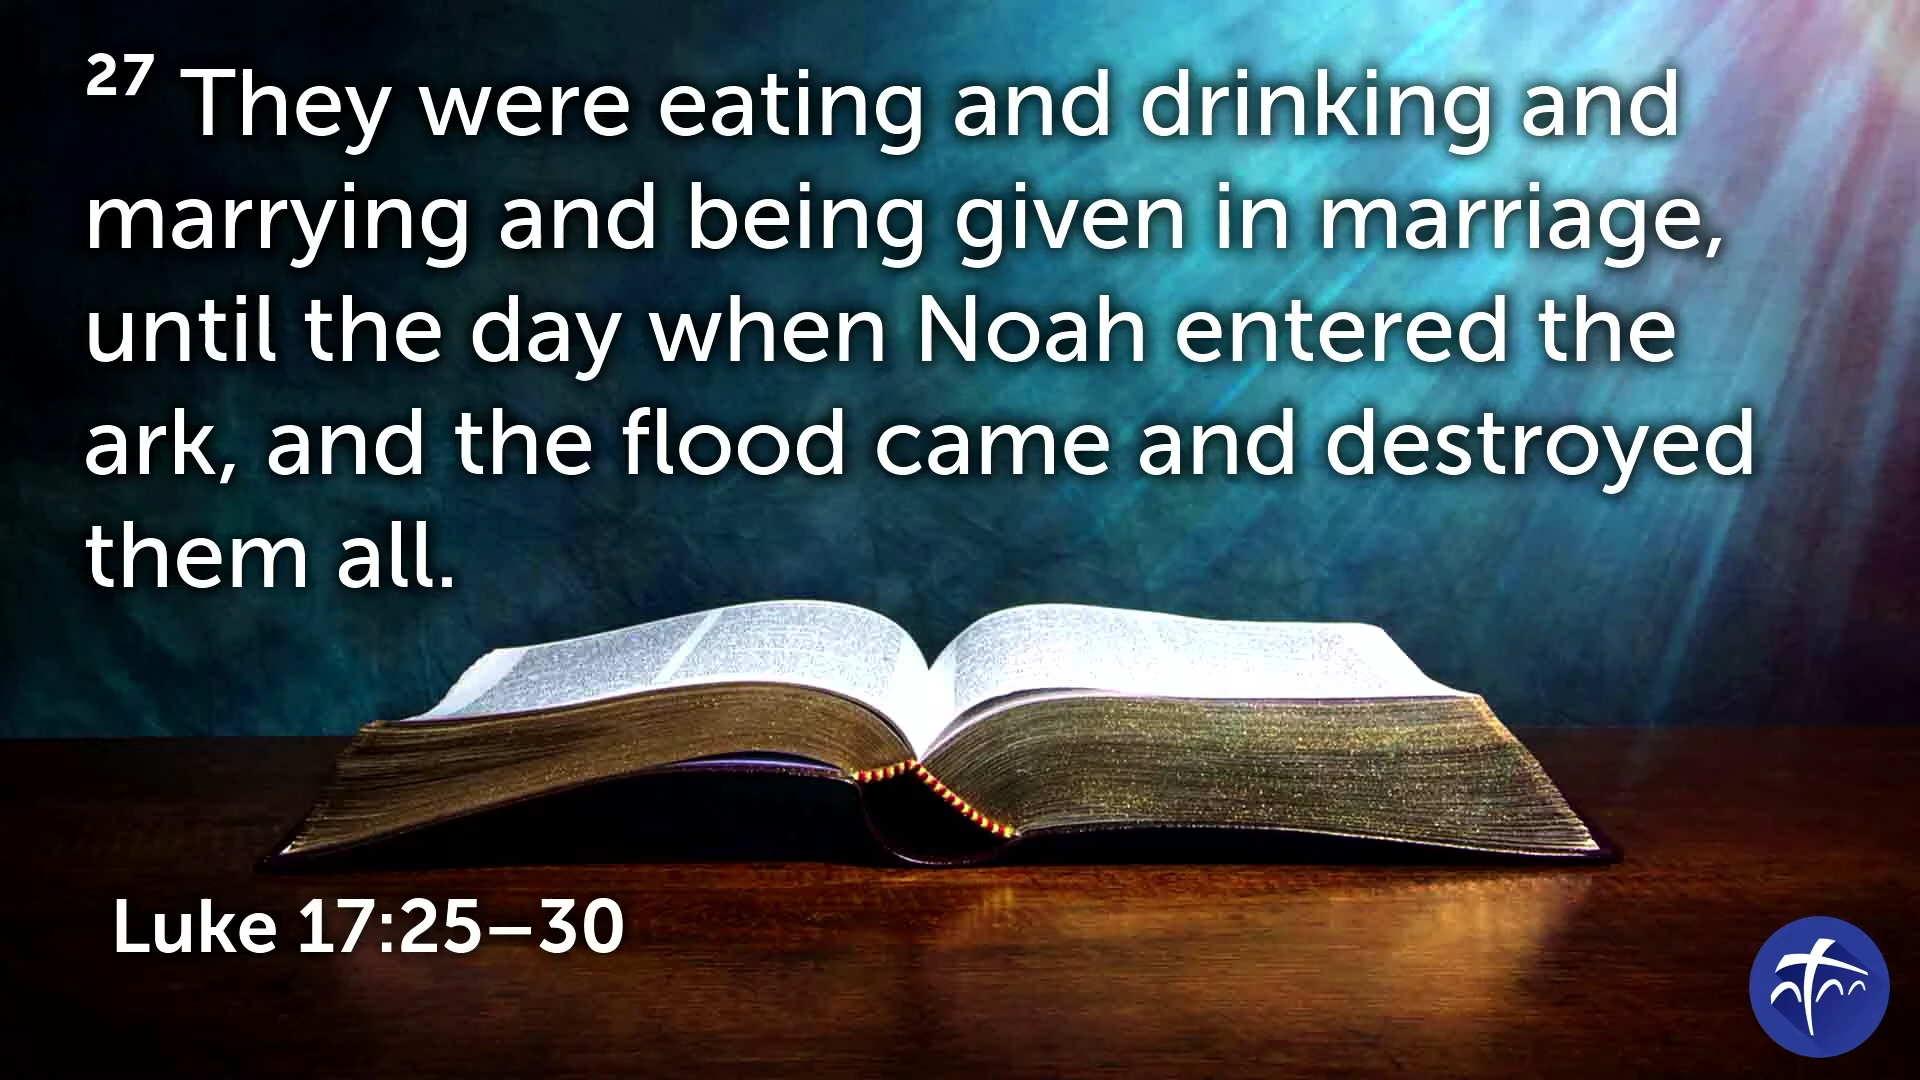 27 They were eating and drinking and
marrying and being given in marriage,
until the day when Noah entered the
ark, and the flood came and destroyed
them all.
Luke 17:25–30